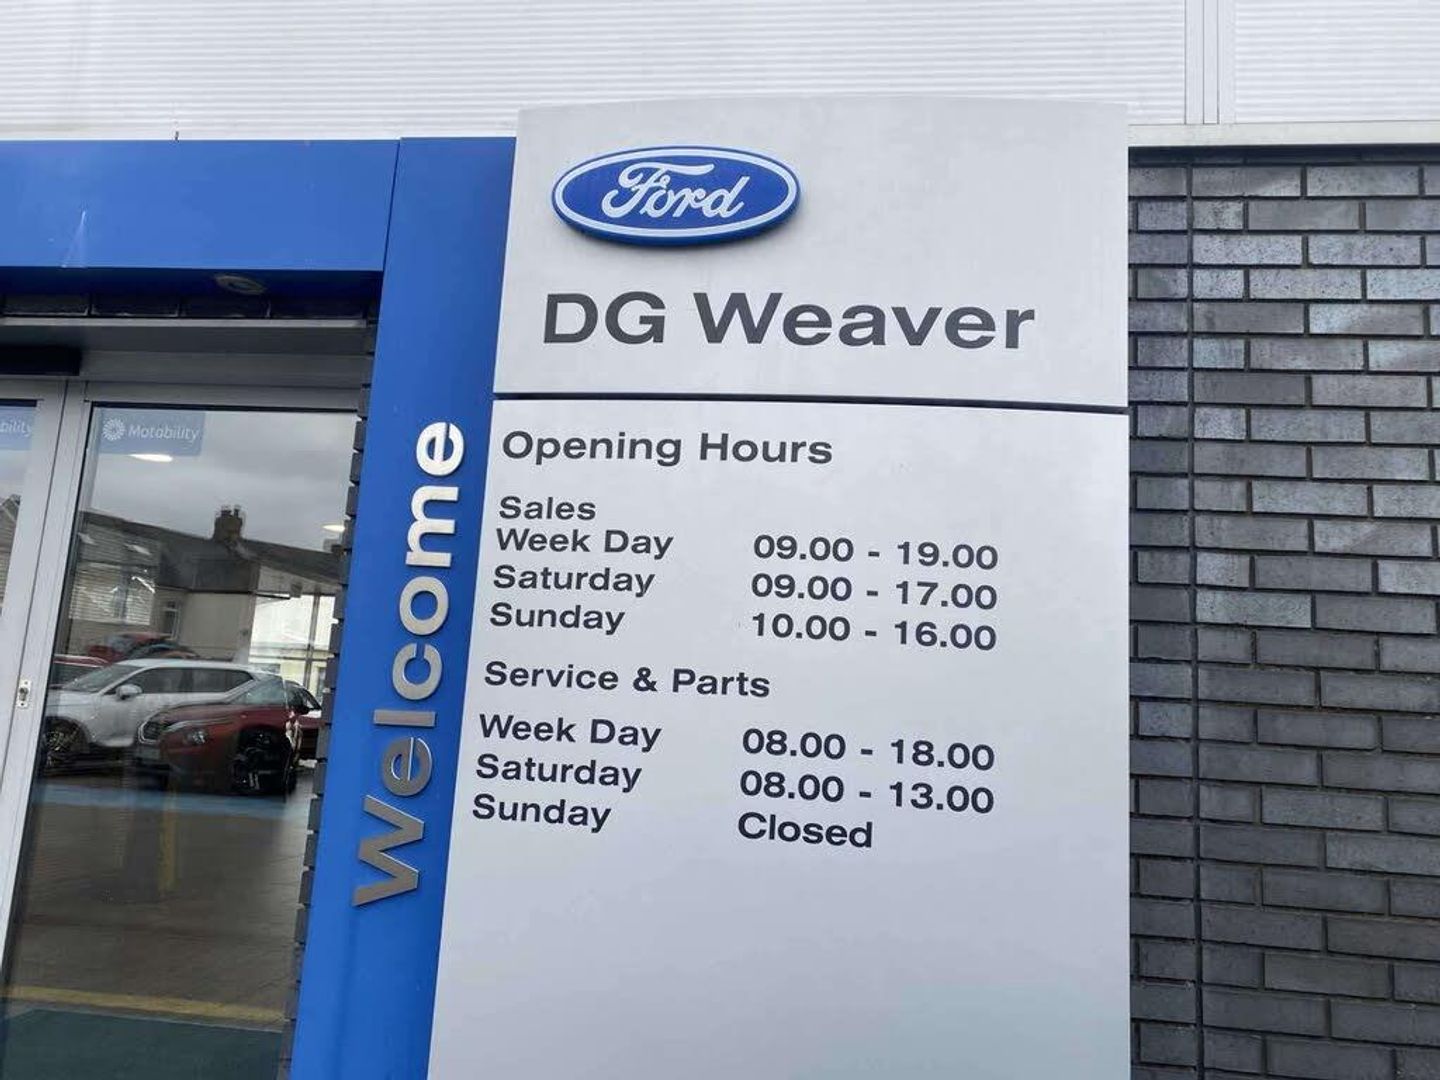 Ford
DG Weaver
Opening Hours
Sales
Week Day 09.00 - 19.00
Saturday 09.00 - 17.00
Sunday 10.00 - 16.00
Service & Parts
Week Day 08.00 - 18.00
Saturday 08.00 - 13.00
Sunday Closed
Welcome
bility
Motability